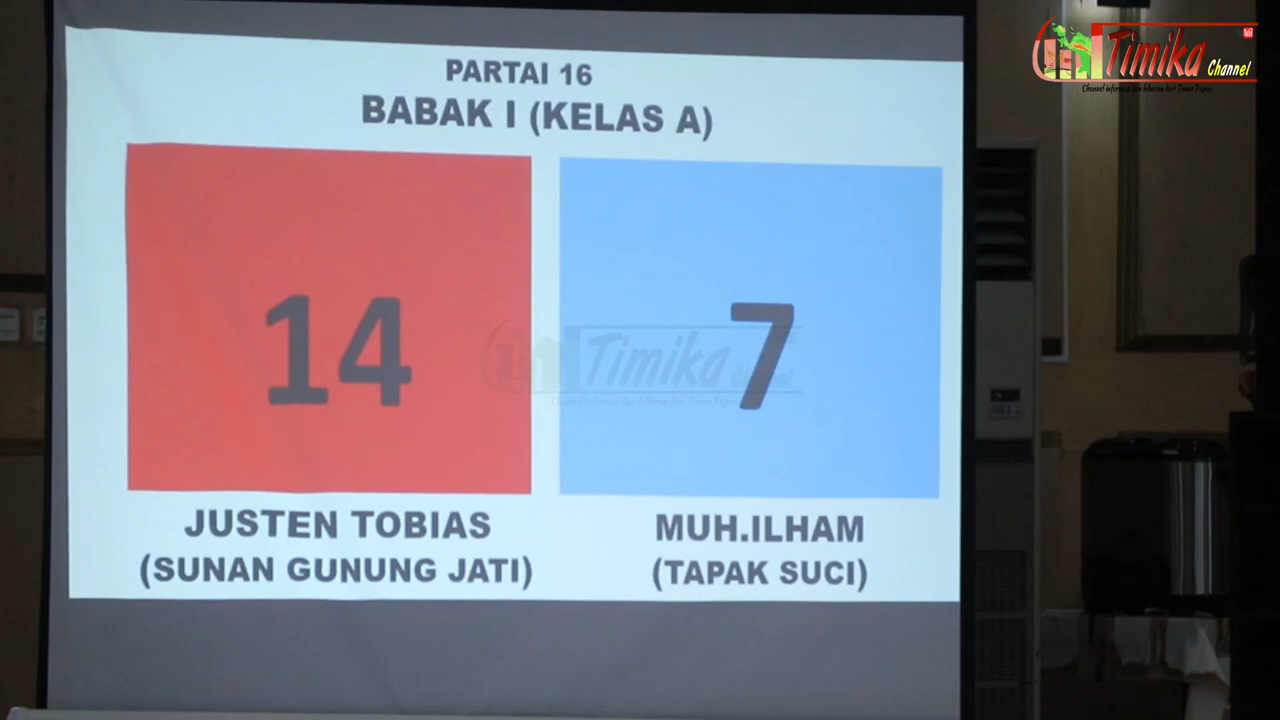 PARTAI 16
BABAK I (KELAS A)
14
7
JUSTEN TOBIAS
(SUNAN GUNUNG JATI)
MUH.ILHAM
(TAPAK SUCI)
Timika Channel
Timika